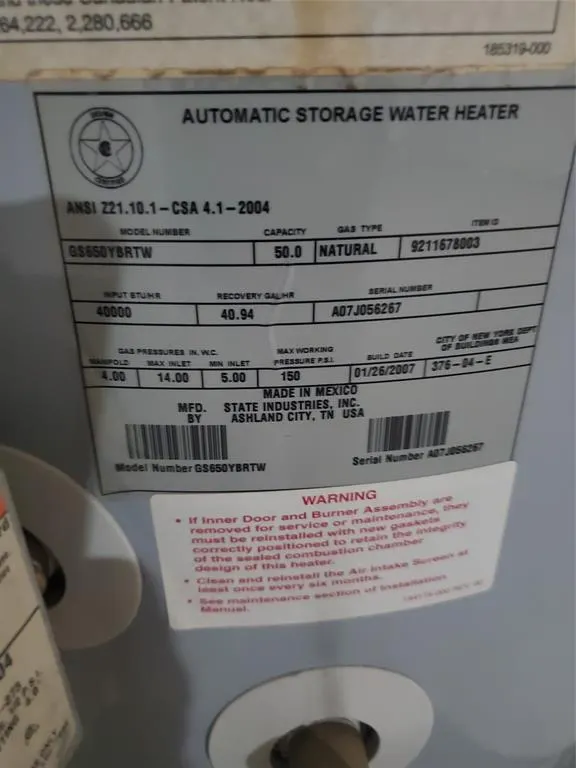 64,222, 2,280,666
185319-000
AUTOMATIC STORAGE WATER HEATER
ANSI Z21.10.1-CSA 4.1-2004
MODEL NUMBER CAPACITY GAS TYPE ITEM ID
GS650YBRTW 50.0 NATURAL 9211678003
INPUT BTU/HR RECOVERY GAL/HR SERIAL NUMBER
40000 40.94 A07J056267
GAS PRESSURES IN. W.C. MAX WORKING PRESSURE P.S.I. BUILD DATE CITY OF NEW YORK DEPT OF BUILDINGS MEA
MANIFOLD MAX INLET MIN INLET
4.00 14.00 5.00 150 01/26/2007 376-04-E
MADE IN MEXICO
MFD. BY STATE INDUSTRIES, INC.
ASHLAND CITY, TN USA
Model Number GS650YBRTW Serial Number A07J056267
WARNING
• If Inner Door and Burner Assembly are
removed for service or maintenance, they
must be reinstalled with new gaskets
correctly positioned to retain the integrity
of the sealed combustion chamber
design of this heater.
• Clean and reinstall the Air Intake Screen at
least once every six months.
• See maintenance section of Installation
Manual.